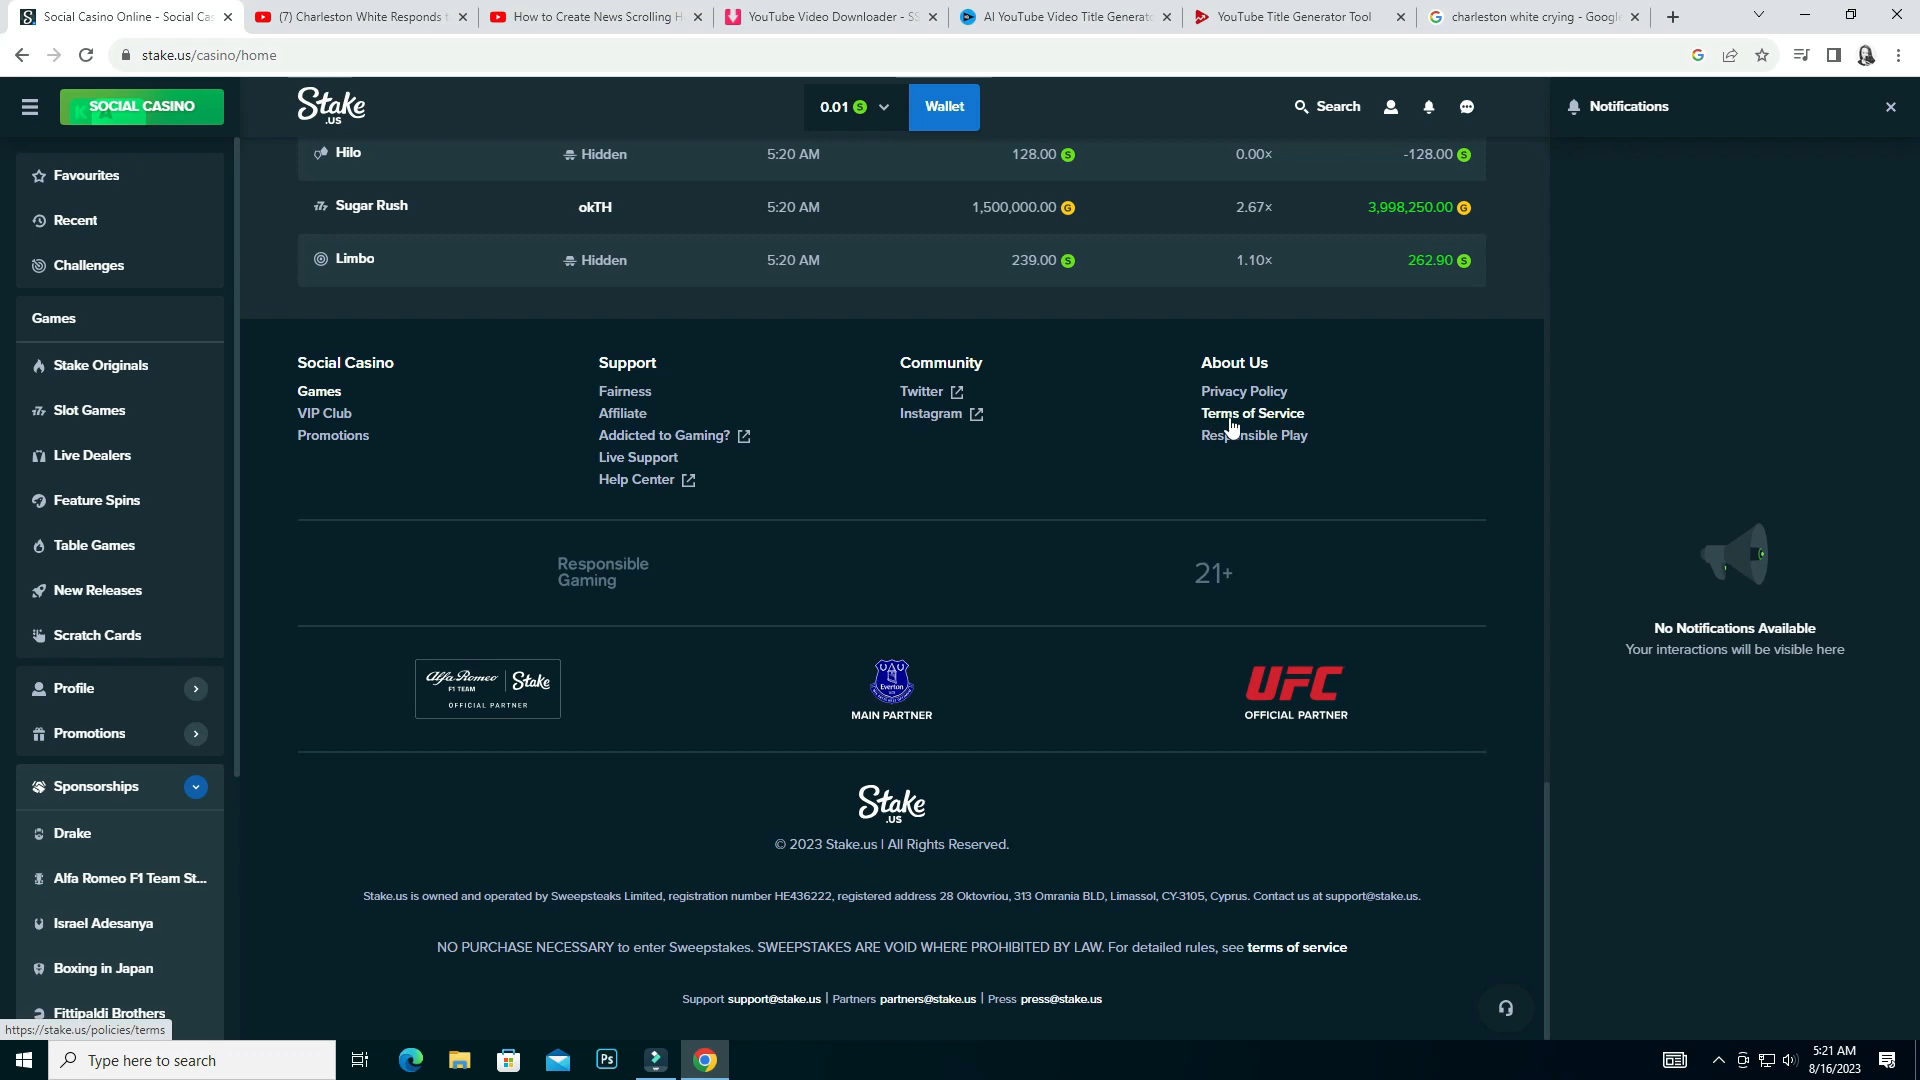 Social Casino Online - Social Cas
(7) Charleston White Responds t
How to Create News Scrolling H
YouTube Video Downloader - SS
AI YouTube Video Title Generato
YouTube Title Generator Tool
charleston white crying - Google
stake.us/casino/home
SOCIAL CASINO
Stake.us
0.01
Wallet
Search
Notifications
Favourites
Recent
Challenges
Games
Stake Originals
Slot Games
Live Dealers
Feature Spins
Table Games
New Releases
Scratch Cards
Profile
Promotions
Sponsorships
Drake
Alfa Romeo F1 Team St...
Israel Adesanya
Boxing in Japan
Fittipaldi Brothers
https://stake.us/policies/terms
Hilo Hidden 5:20 AM 128.00 S 0.00× -128.00 S
Sugar Rush okTH 5:20 AM 1,500,000.00 G 2.67× 3,998,250.00 G
Limbo Hidden 5:20 AM 239.00 S 1.10× 262.90 S
Social Casino
Games
VIP Club
Promotions
Support
Fairness
Affiliate
Addicted to Gaming?
Live Support
Help Center
Community
Twitter
Instagram
About Us
Privacy Policy
Terms of Service
Responsible Play
Responsible
Gaming
21+
Alfa Romeo F1 TEAM Stake
OFFICIAL PARTNER
Everton
MAIN PARTNER
UFC
OFFICIAL PARTNER
Stake.us
© 2023 Stake.us | All Rights Reserved.
Stake.us is owned and operated by Sweepsteaks Limited, registration number HE436222, registered address 28 Oktovriou, 313 Omrania BLD, Limassol, CY-3105, Cyprus. Contact us at support@stake.us.
NO PURCHASE NECESSARY to enter Sweepstakes. SWEEPSTAKES ARE VOID WHERE PROHIBITED BY LAW. For detailed rules, see terms of service
Support support@stake.us | Partners partners@stake.us | Press press@stake.us
No Notifications Available
Your interactions will be visible here
Type here to search
Ps
5:21 AM
8/16/2023